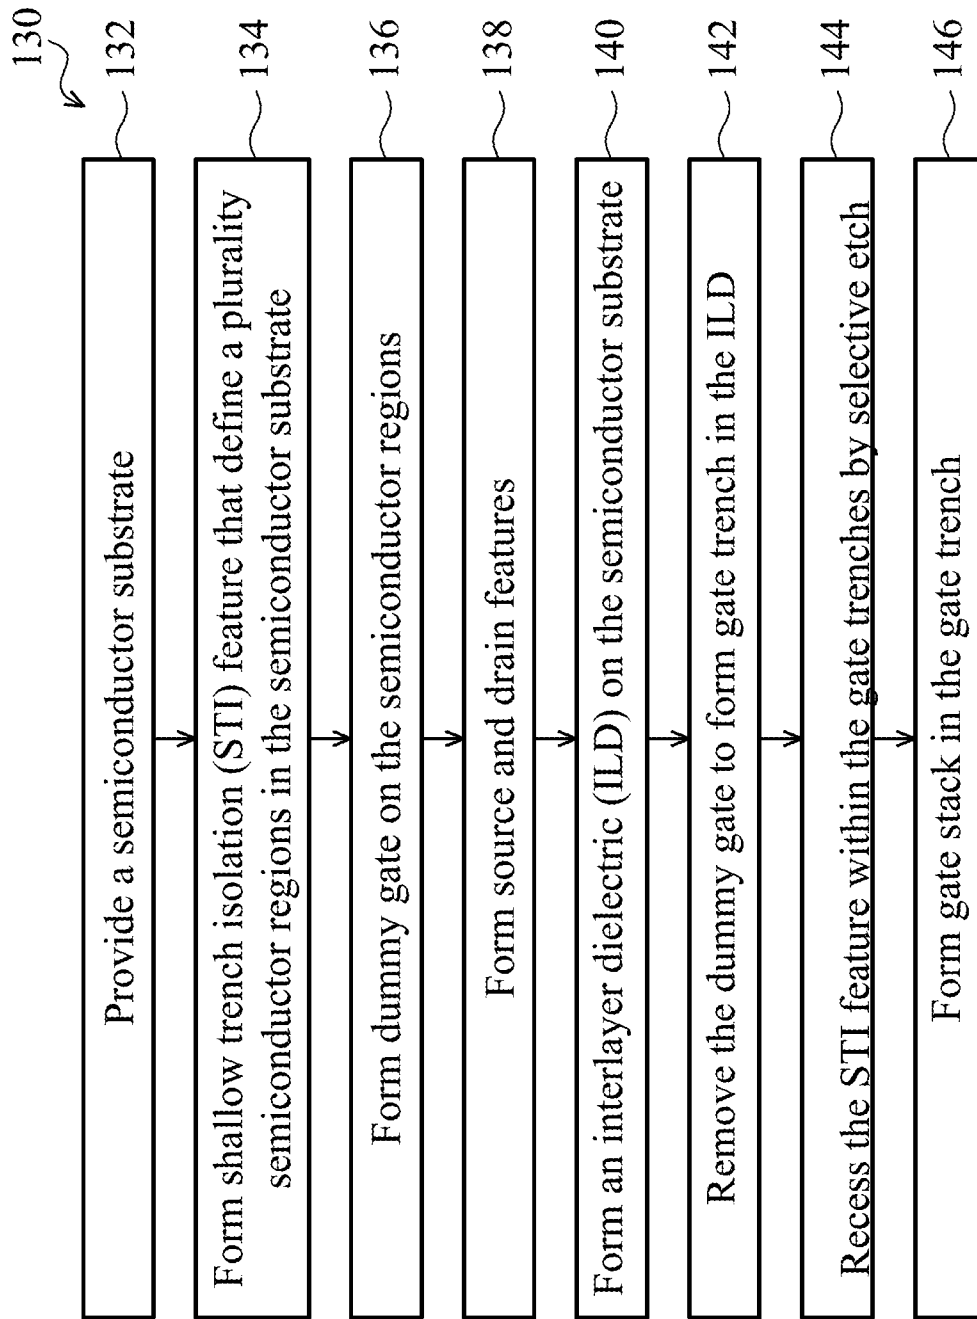 130
Provide a semiconductor substrate
132
Form shallow trench isolation (STI) feature that define a plurality
semiconductor regions in the semiconductor substrate
134
Form dummy gate on the semiconductor regions
136
Form source and drain features
138
Form an interlayer dielectric (ILD) on the semiconductor substrate
140
Remove the dummy gate to form gate trench in the ILD
142
Recess the STI feature within the gate trenches by selective etch
144
Form gate stack in the gate trench
146